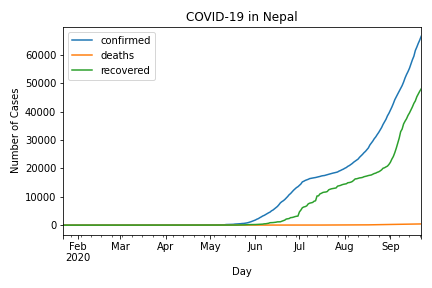 COVID-19 in Nepal
confirmed
deaths
recovered
Number of Cases
60000
50000
40000
30000
20000
10000
0
Feb Mar Apr May Jun Jul Aug Sep
2020
Day